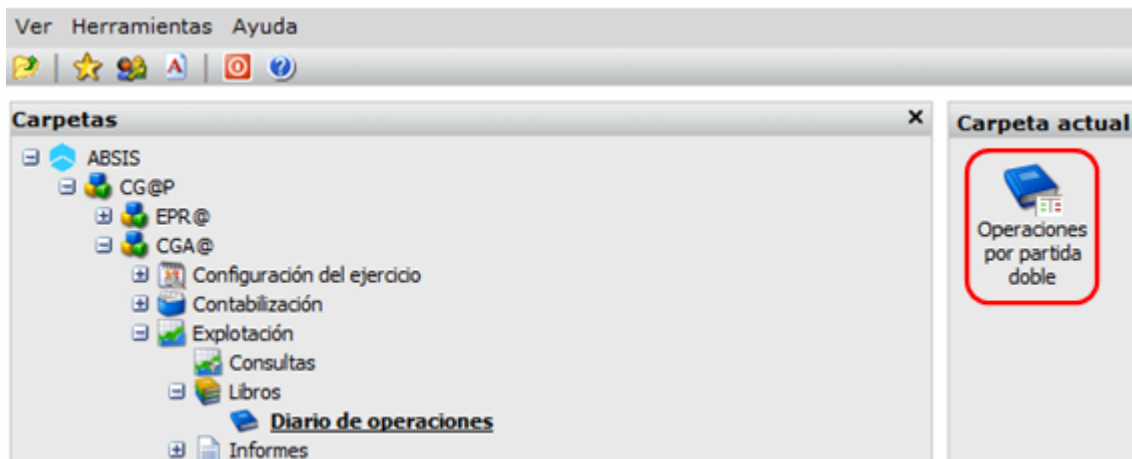 Ver Herramientas Ayuda
Carpetas
Carpeta actual
ABSIS
CG@P
EPR@
CGA@
Configuración del ejercicio
Contabilización
Explotación
Consultas
Libros
Diario de operaciones
Informes
Operaciones
por partida
doble